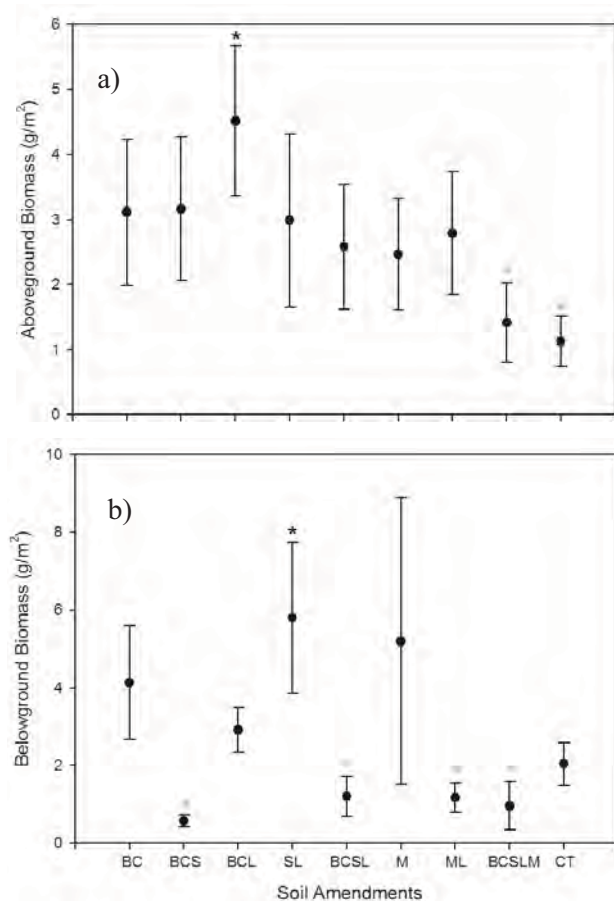 6
5
4
3
2
1
0
Aboveground Biomass (g/m²)
a)
*
10
8
6
4
2
0
Belowground Biomass (g/m²)
b)
*
BC BCS BCL SL BCSL M ML BCSLM CT
Soil Amendments